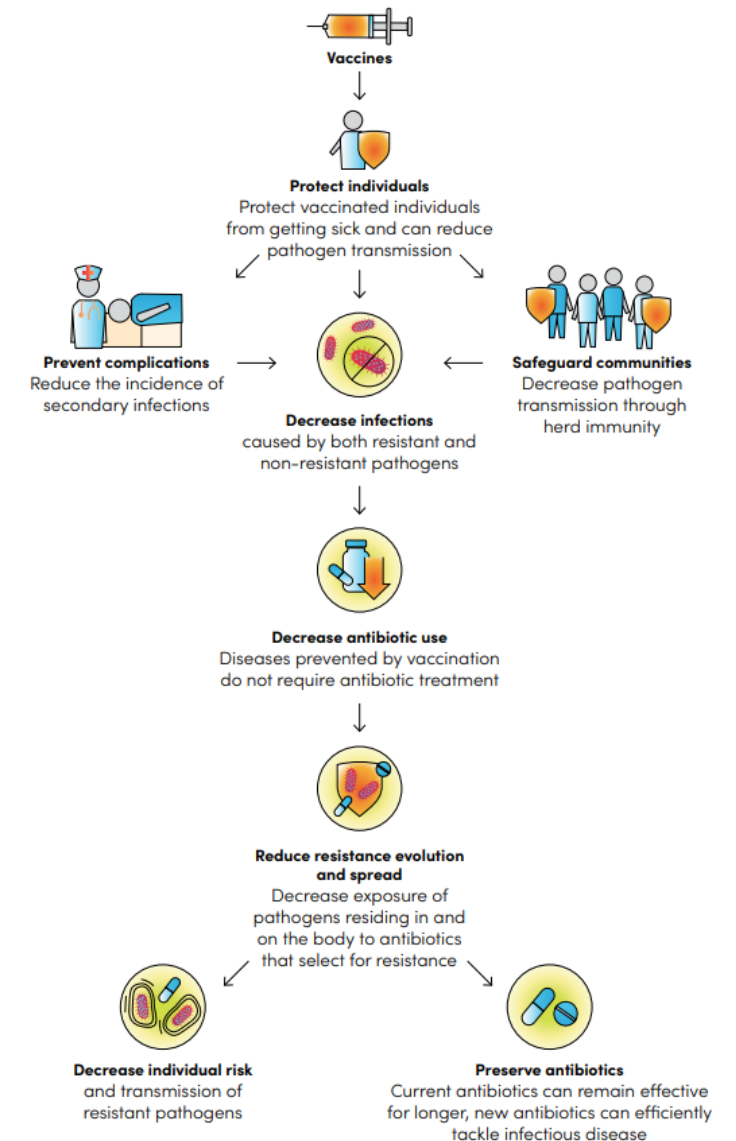 Vaccines
Protect individuals
Protect vaccinated individuals
from getting sick and can reduce
pathogen transmission
Prevent complications
Reduce the incidence of
secondary infections
Safeguard communities
Decrease pathogen
transmission through
herd immunity
Decrease infections
caused by both resistant and
non-resistant pathogens
Decrease antibiotic use
Diseases prevented by vaccination
do not require antibiotic treatment
Reduce resistance evolution
and spread
Decrease exposure of
pathogens residing in and
on the body to antibiotics
that select for resistance
Decrease individual risk
and transmission of
resistant pathogens
Preserve antibiotics
Current antibiotics can remain effective
for longer, new antibiotics can efficiently
tackle infectious disease